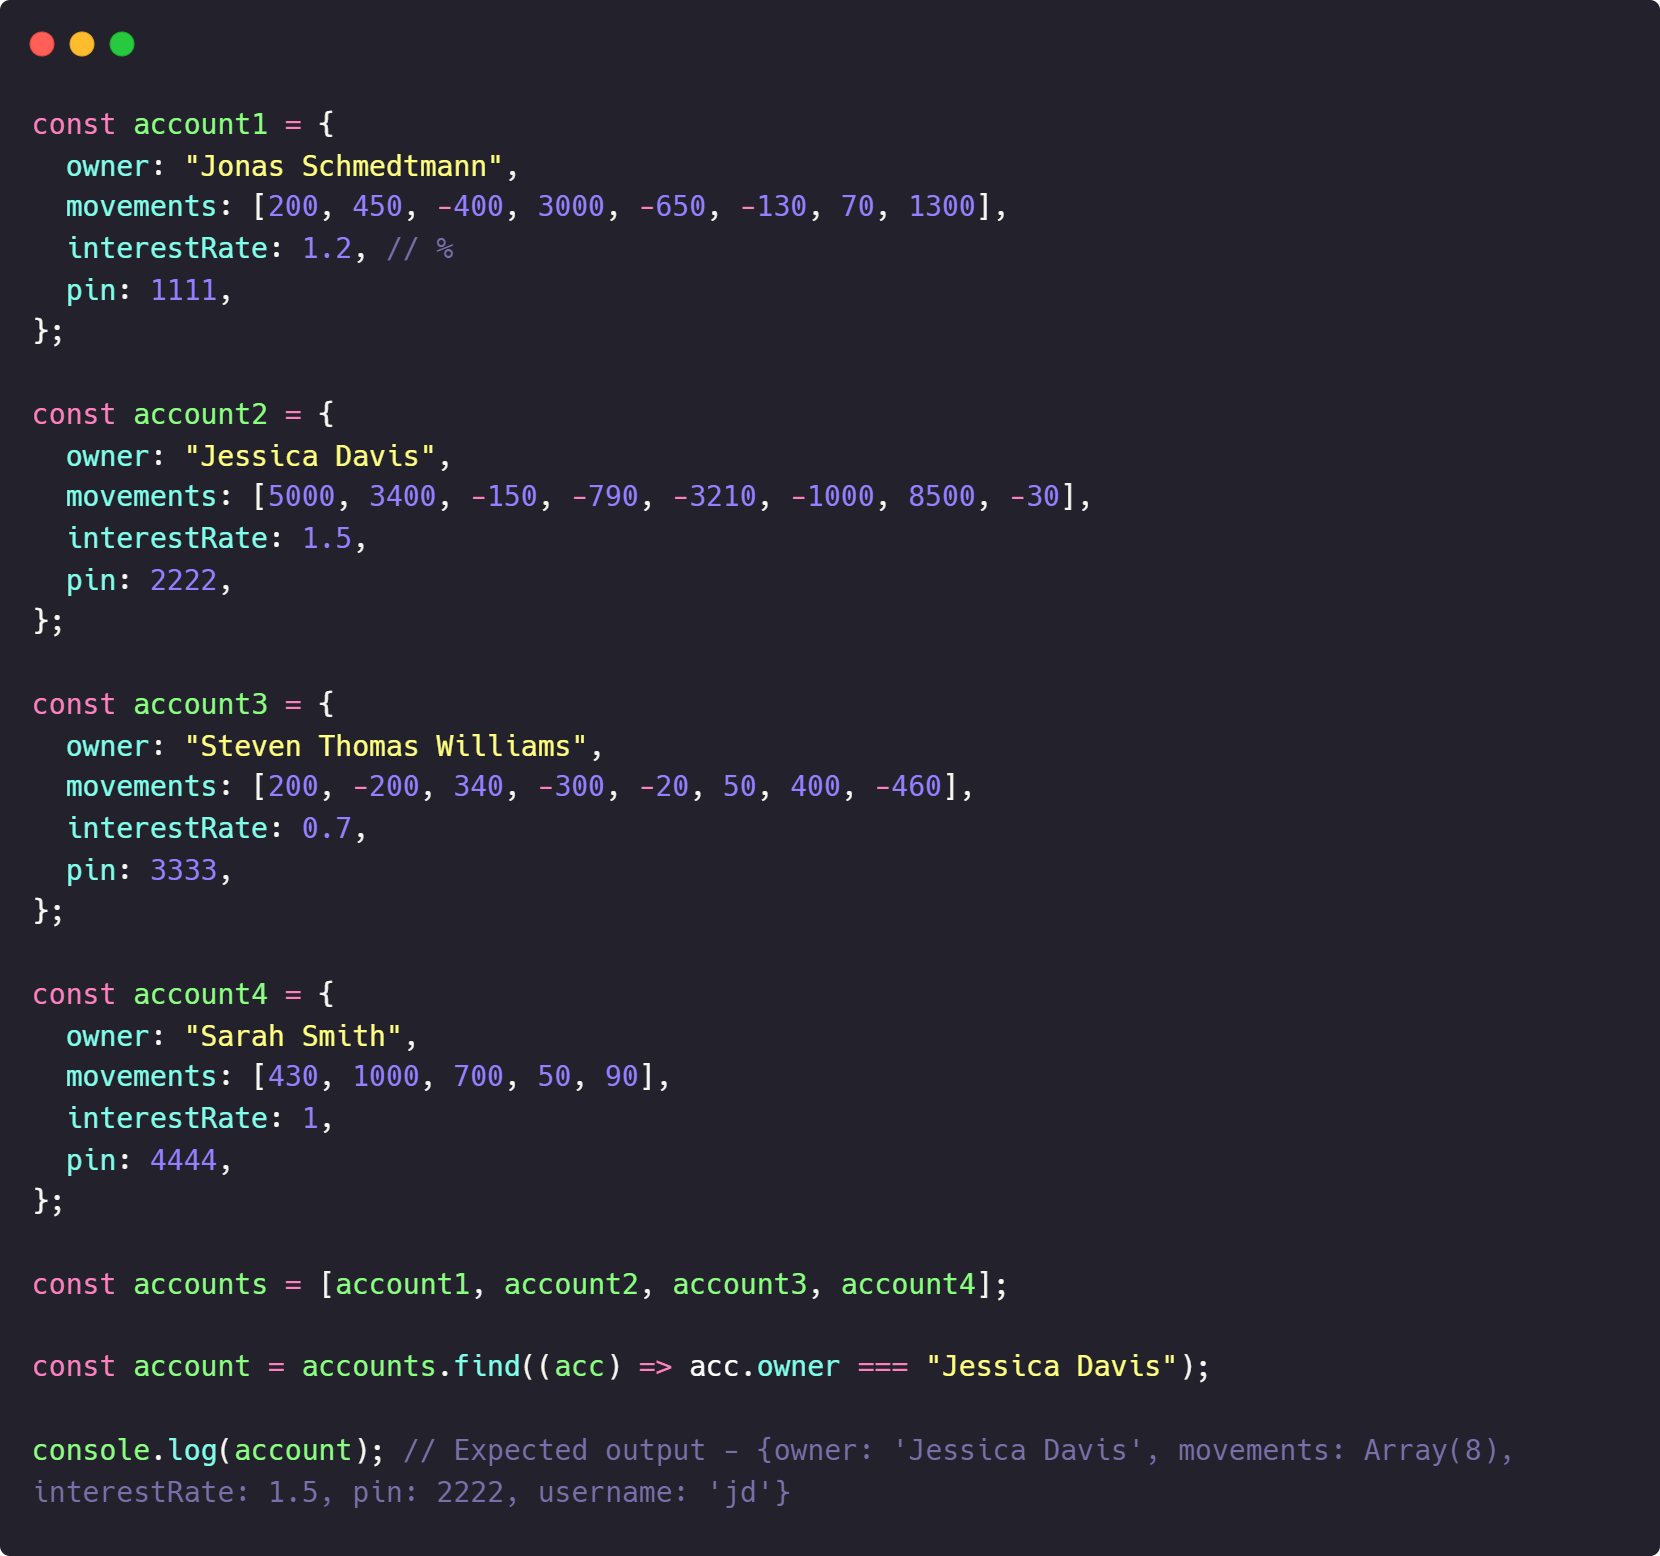 const account1 = {
  owner: "Jonas Schmedtmann",
  movements: [200, 450, -400, 3000, -650, -130, 70, 1300],
  interestRate: 1.2, // %
  pin: 1111,
};

const account2 = {
  owner: "Jessica Davis",
  movements: [5000, 3400, -150, -790, -3210, -1000, 8500, -30],
  interestRate: 1.5,
  pin: 2222,
};

const account3 = {
  owner: "Steven Thomas Williams",
  movements: [200, -200, 340, -300, -20, 50, 400, -460],
  interestRate: 0.7,
  pin: 3333,
};

const account4 = {
  owner: "Sarah Smith",
  movements: [430, 1000, 700, 50, 90],
  interestRate: 1,
  pin: 4444,
};

const accounts = [account1, account2, account3, account4];

const account = accounts.find((acc) => acc.owner === "Jessica Davis");

console.log(account); // Expected output - {owner: 'Jessica Davis', movements: Array(8),
interestRate: 1.5, pin: 2222, username: 'jd'}